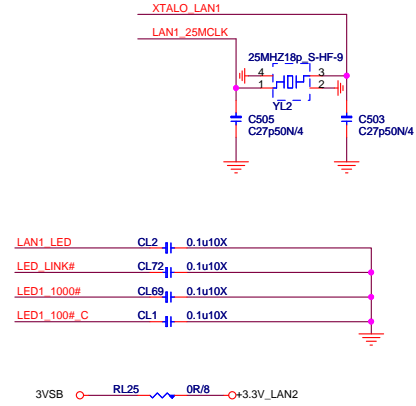 XTALO_LAN1
LAN1_25MCLK
25MHZ18p_S-HF-9
4 3
1 2
YL2
C505
C27p50N/4
C503
C27p50N/4
LAN1_LED CL2 0.1u10X
LED_LINK# CL72 0.1u10X
LED1_1000# CL69 0.1u10X
LED1_100#_C CL1 0.1u10X
3VSB RL25 0R/8 +3.3V_LAN2